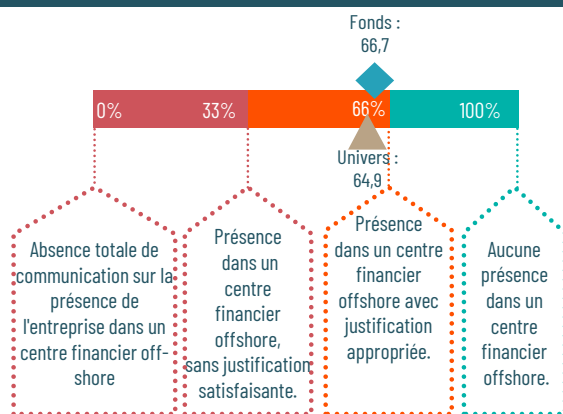 Fonds :
66,7
0%
33%
66%
100%
Univers :
64,9
Absence totale de
communication sur la
présence de
l'entreprise dans un
centre financier off-
shore
Présence
dans un
centre
financier
offshore,
sans justification
satisfaisante.
Présence
dans un centre
financier
offshore avec
justification
appropriée.
Aucune
présence
dans un
centre
financier
offshore.